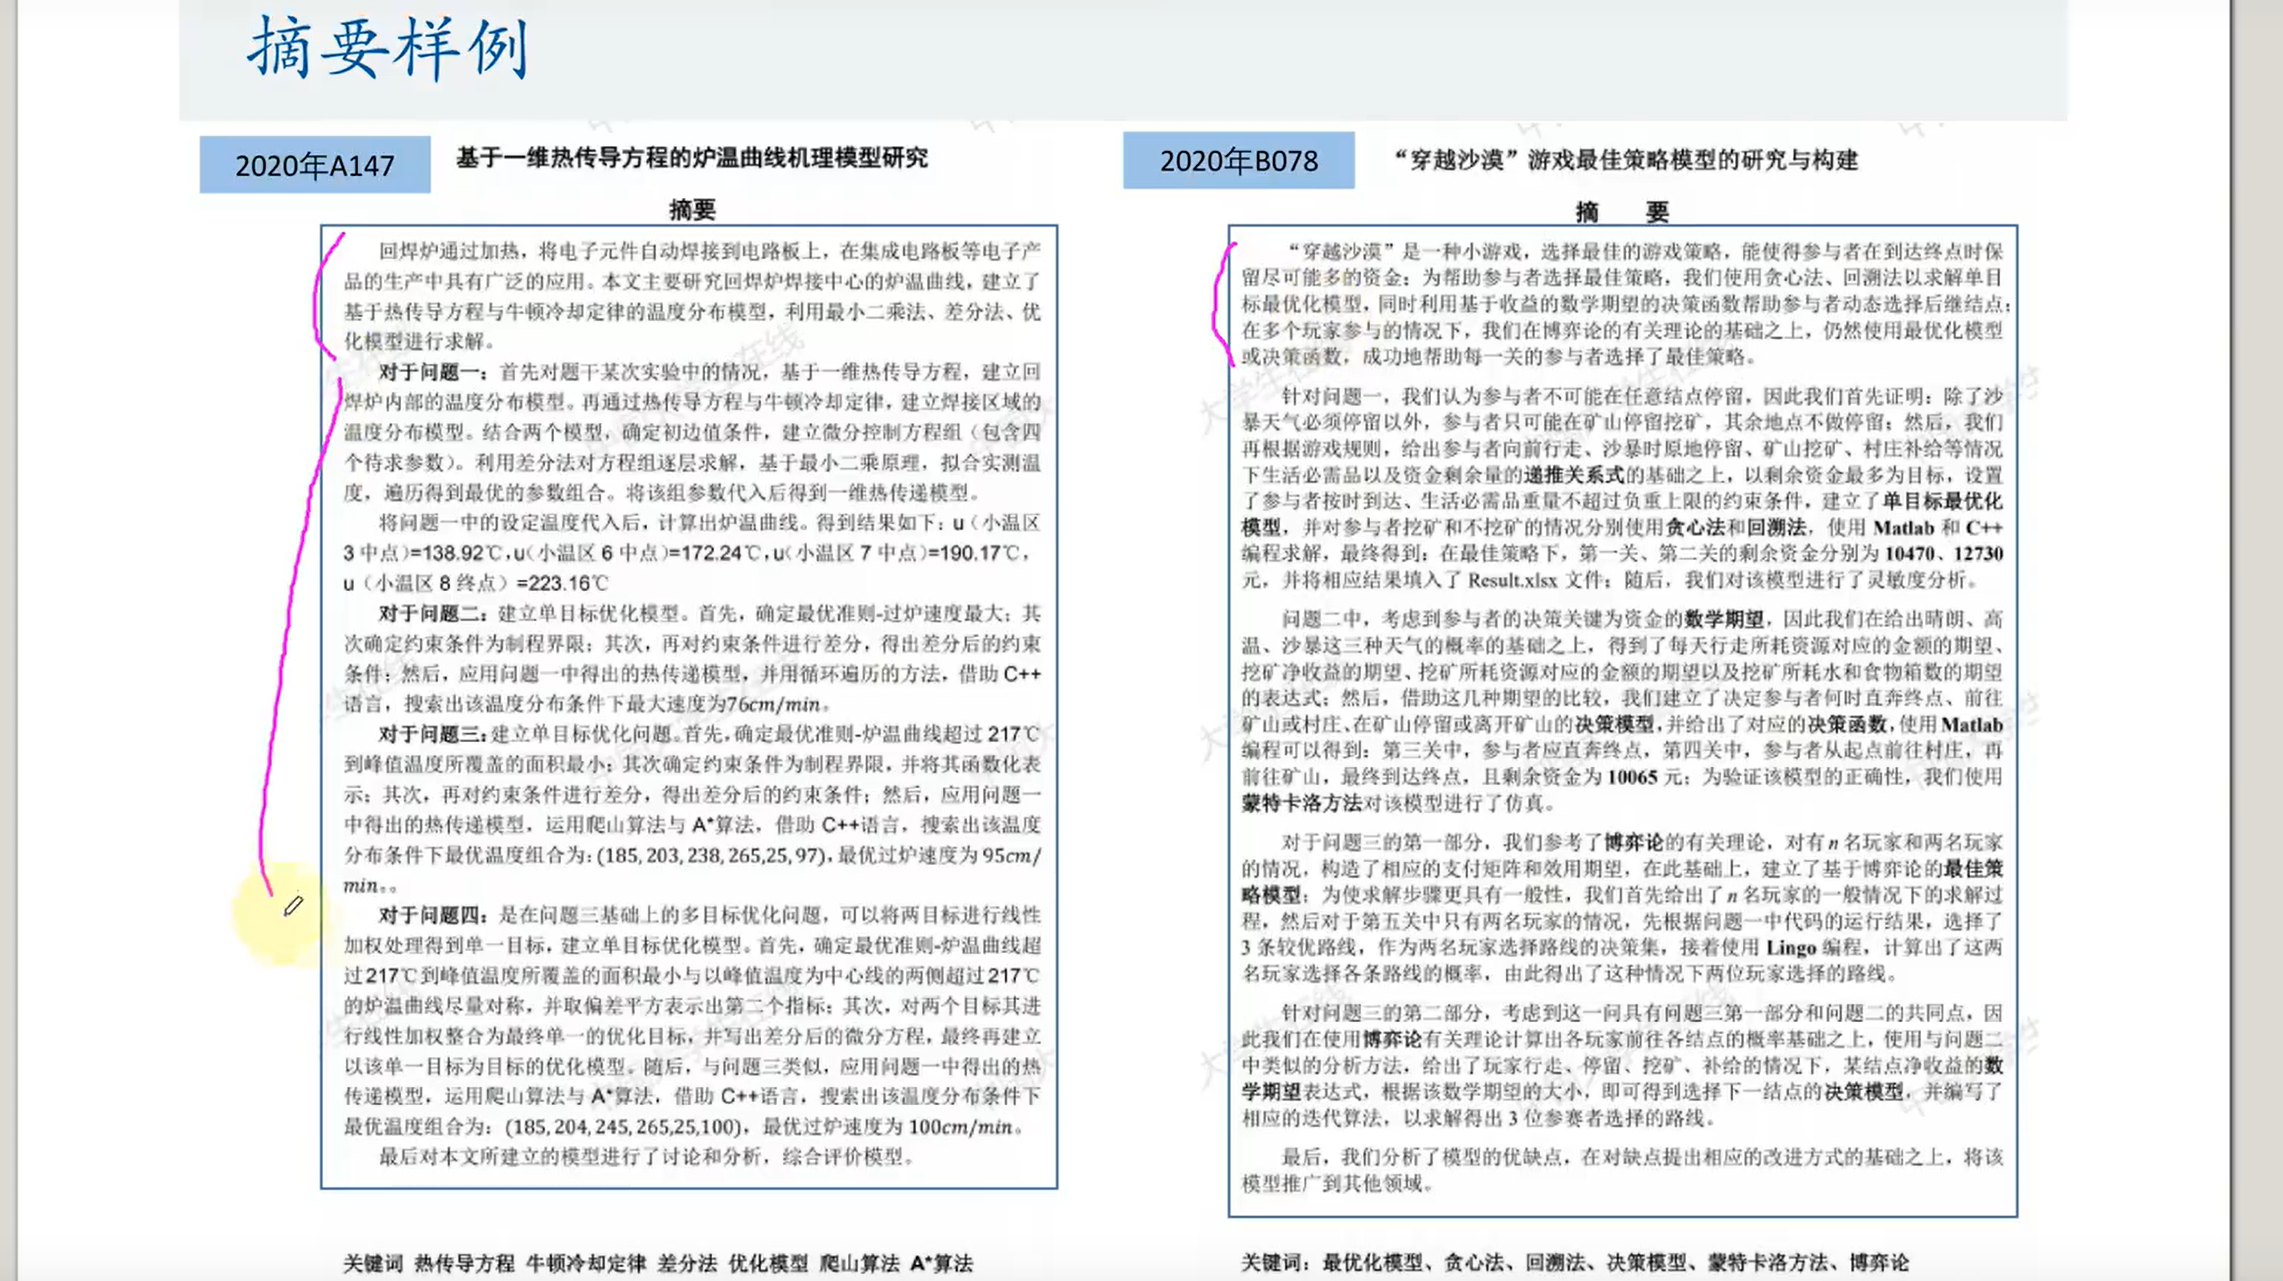 摘要样例
2020年A147
基于一维热传导方程的炉温曲线机理模型研究
摘要
回焊炉通过加热，将电子元件自动焊接到电路板上，在集成电路板等电子产
品的生产中具有广泛的应用。本文主要研究回焊炉焊接中心的炉温曲线，建立了
基于热传导方程与牛顿冷却定律的温度分布模型，利用最小二乘法、差分法、优
化模型进行求解。
对于问题一：首先对题干某次实验中的情况，基于一维热传导方程，建立回
焊炉内部的温度分布模型。再通过热传导方程与牛顿冷却定律，建立焊接区域的
温度分布模型。结合两个模型，确定初边值条件，建立微分控制方程组（包含四
个待求参数）。利用差分法对方程组逐层求解，基于最小二乘原理，拟合实测温
度，遍历得到最优的参数组合。将该组参数代入后得到一维热传递模型。
将问题一中的设定温度代入后，计算出炉温曲线。得到结果如下：u（小温区
3 中点）=138.92℃,u（小温区 6 中点）=172.24℃,u（小温区 7 中点）=190.17℃，
u（小温区 8 终点）=223.16℃
对于问题二：建立单目标优化模型。首先，确定最优准则-过炉速度最大；其
次确定约束条件为制程界限；其次，再对约束条件进行差分，得出差分后的约束
条件；然后，应用问题一中得出的热传递模型，并用循环遍历的方法，借助 C++
语言，搜索出该温度分布条件下最大速度为76cm/min。
对于问题三：建立单目标优化问题。首先，确定最优准则-炉温曲线超过 217℃
到峰值温度所覆盖的面积最小；其次确定约束条件为制程界限，并将其函数化表
示；其次，再对约束条件进行差分，得出差分后的约束条件；然后，应用问题一
中得出的热传递模型，运用爬山算法与 A*算法，借助 C++语言，搜索出该温度
分布条件下最优温度组合为：(185, 203, 238, 265,25, 97)，最优过炉速度为 95cm/
min。。
对于问题四：是在问题三基础上的多目标优化问题，可以将两目标进行线性
加权处理得到单一目标，建立单目标优化模型。首先，确定最优准则-炉温曲线超
过 217℃到峰值温度所覆盖的面积最小与以峰值温度为中心线的两侧超过 217℃
的炉温曲线尽量对称，并取偏差平方表示出第二个指标；其次，对两个目标其进
行线性加权整合为最终单一的优化目标，并写出差分后的微分方程，最终再建立
以该单一目标为目标的优化模型。随后，与问题三类似，应用问题一中得出的热
传递模型，运用爬山算法与 A*算法，借助 C++语言，搜索出该温度分布条件下
最优温度组合为：(185, 204, 245, 265,25,100)，最优过炉速度为 100cm/min。
最后对本文所建立的模型进行了讨论和分析，综合评价模型。
关键词 热传导方程 牛顿冷却定律 差分法 优化模型 爬山算法 A*算法
2020年B078
“穿越沙漠”游戏最佳策略模型的研究与构建
摘 要
“穿越沙漠”是一种小游戏，选择最佳的游戏策略，能使得参与者在到达终点时保
留尽可能多的资金；为帮助参与者选择最佳策略，我们使用贪心法、回溯法以求解单目
标最优化模型，同时利用基于收益的数学期望的决策函数帮助参与者动态选择后继结点；
在多个玩家参与的情况下，我们在博弈论的有关理论的基础之上，仍然使用最优化模型
或决策函数，成功地帮助每一关的参与者选择了最佳策略。
针对问题一，我们认为参与者不可能在任意结点停留，因此我们首先证明：除了沙
暴天气必须停留以外，参与者只可能在矿山停留挖矿，其余地点不做停留；然后，我们
再根据游戏规则，给出参与者向前行走、沙暴时原地停留、矿山挖矿、村庄补给等情况
下生活必需品以及资金剩余量的递推关系式的基础之上，以剩余资金最多为目标，设置
了参与者按时到达、生活必需品重量不超过负重上限的约束条件，建立了单目标最优化
模型，并对参与者挖矿和不挖矿的情况分别使用贪心法和回溯法，使用 Matlab 和 C++
编程求解，最终得到：在最佳策略下，第一关、第二关的剩余资金分别为 10470、12730
元，并将相应结果填入了 Result.xlsx 文件；随后，我们对该模型进行了灵敏度分析。
问题二中，考虑到参与者的决策关键为资金的数学期望，因此我们在给出晴朗、高
温、沙暴这三种天气的概率的基础之上，得到了每天行走所耗资源对应的金额的期望、
挖矿净收益的期望、挖矿所耗资源对应的金额的期望以及挖矿所耗水和食物箱数的期望
的表达式；然后，借助这几种期望的比较，我们建立了决定参与者何时直奔终点、前往
矿山或村庄、在矿山停留或离开矿山的决策模型，并给出了对应的决策函数，使用 Matlab
编程可以得到：第三关中，参与者应直奔终点，第四关中，参与者从起点前往村庄，再
前往矿山，最终到达终点，且剩余资金为 10065 元；为验证该模型的正确性，我们使用
蒙特卡洛方法对该模型进行了仿真。
对于问题三的第一部分，我们参考了博弈论的有关理论，对有 n 名玩家和两名玩家
的情况，构造了相应的支付矩阵和效用期望，在此基础上，建立了基于博弈论的最佳策
略模型；为使求解步骤更具有一般性，我们首先给出了 n 名玩家的一般情况下的求解过
程，然后对于第五关中只有两名玩家的情况，先根据问题一中代码的运行结果，选择了
3 条较优路线，作为两名玩家选择路线的决策集，接着使用 Lingo 编程，计算出了这两
名玩家选择各条路线的概率，由此得出了这种情况下两位玩家选择的路线。
针对问题三的第二部分，考虑到这一问具有问题三第一部分和问题二的共同点，因
此我们在使用博弈论有关理论计算出各玩家前往各结点的概率基础之上，使用与问题二
中类似的分析方法，给出了玩家行走、停留、挖矿、补给的情况下，某结点净收益的数
学期望表达式，根据该数学期望的大小，即可得到选择下一结点的决策模型，并编写了
相应的迭代算法，以求解得出 3 位参赛者选择的路线。
最后，我们分析了模型的优缺点，在对缺点提出相应的改进方式的基础之上，将该
模型推广到其他领域。
关键词：最优化模型、贪心法、回溯法、决策模型、蒙特卡洛方法、博弈论